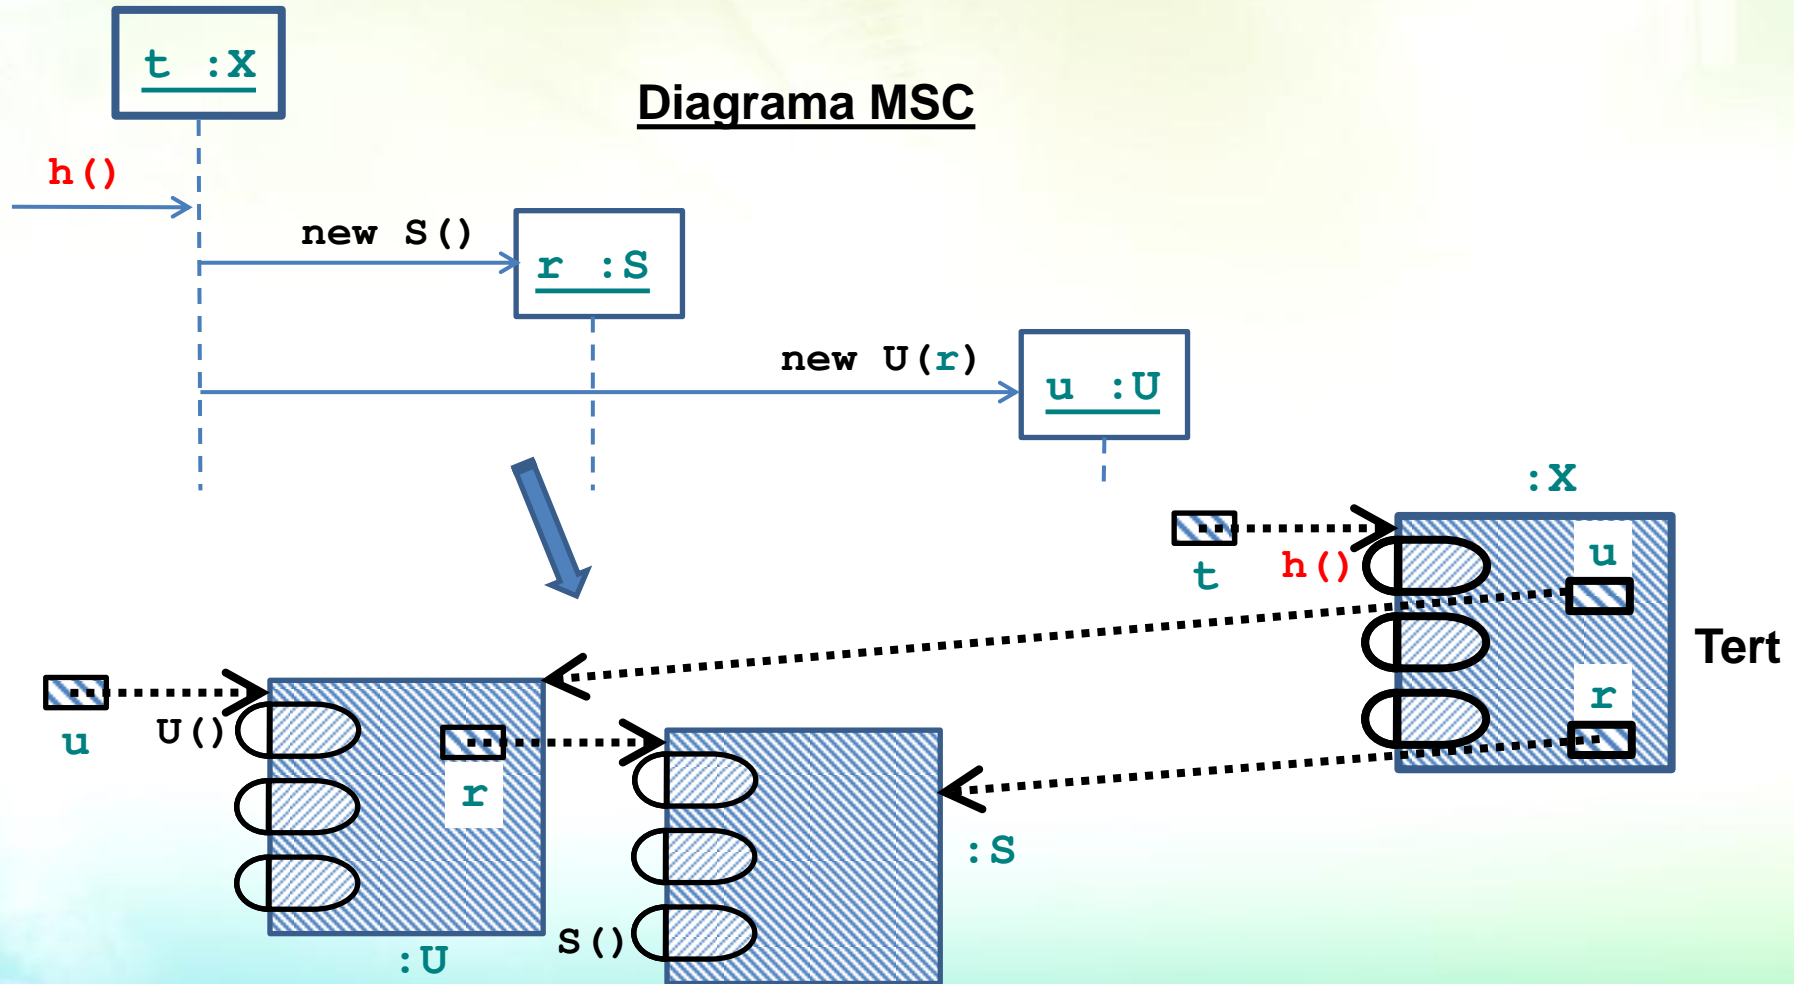 t :X
Diagrama MSC
h()
new S()
r :S
new U(r)
u :U
:X
t
h()
u
Tert
r
u
U()
r
:S
S()
:U